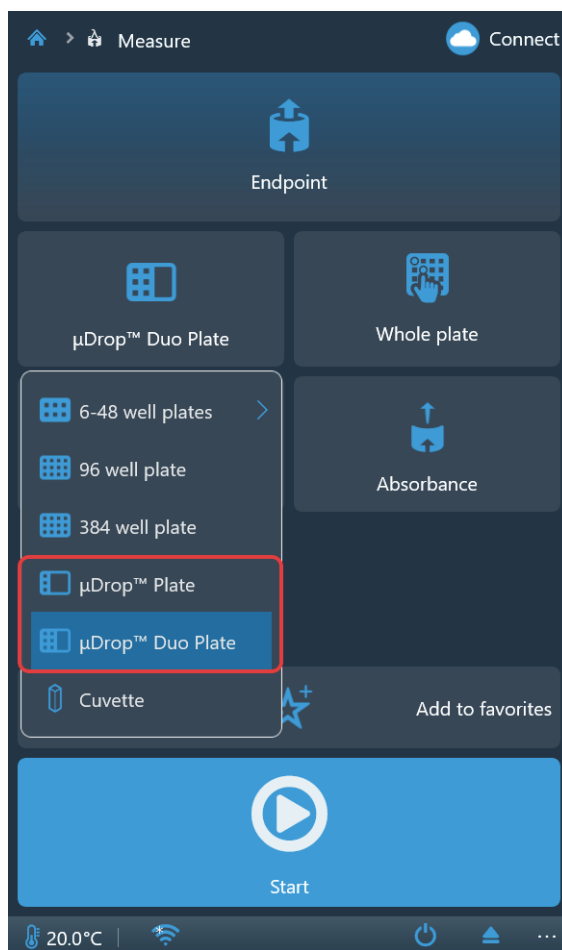 Measure
Connect
Endpoint
µDrop™ Duo Plate
Whole plate
6-48 well plates
96 well plate
384 well plate
µDrop™ Plate
µDrop™ Duo Plate
Cuvette
Absorbance
Add to favorites
Start
20.0°C